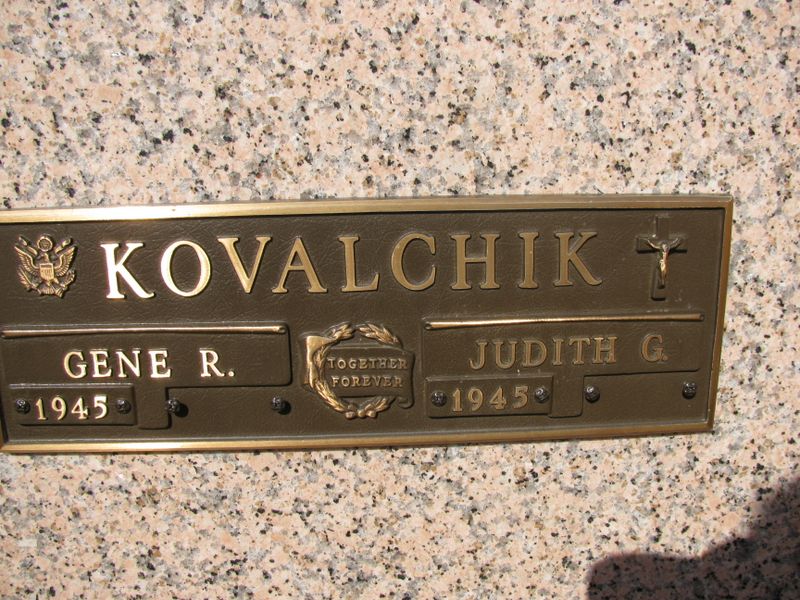 KOVALCHIK
GENE R.
1945
TOGETHER
FOREVER
JUDITH G.
1945